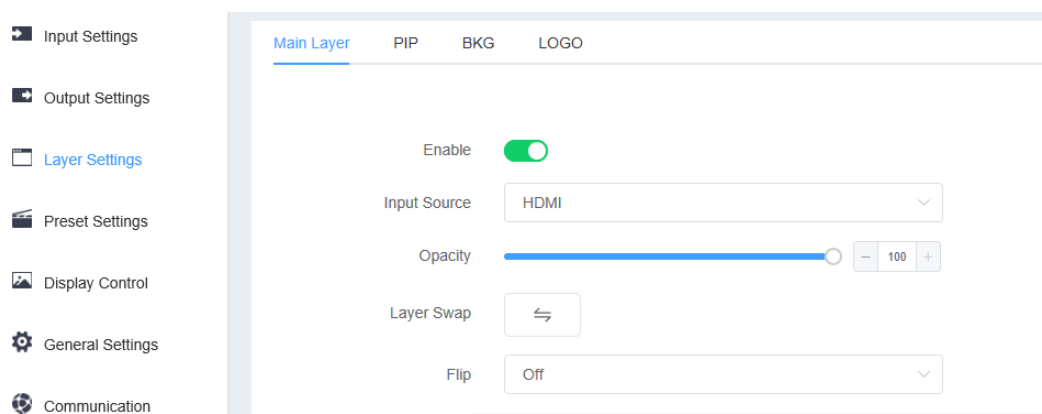 Input Settings
Output Settings
Layer Settings
Preset Settings
Display Control
General Settings
Communication
Main Layer PIP BKG LOGO
Enable
Input Source HDMI
Opacity − 100 +
Layer Swap ⇋
Flip Off